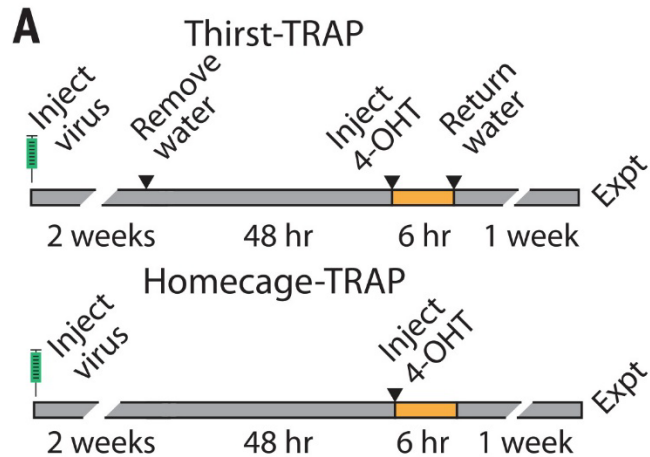 A
Thirst-TRAP
Inject
virus
Remove
water
Inject
4-OHT
Return
water
Expt
2 weeks
48 hr
6 hr
1 week
Homecage-TRAP
Inject
virus
Inject
4-OHT
Expt
2 weeks
48 hr
6 hr
1 week